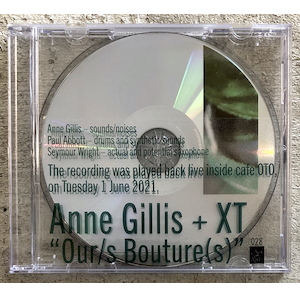 Anne Gillis – sounds/noises
Paul Abbott – drums and synthetic sounds
Seymour Wright – actual and potential saxophone
The recording was played back live inside cafe OTO,
on Tuesday 1 June 2021.
Anne Gillis + XT
“Our/s Bouture(s)”
028